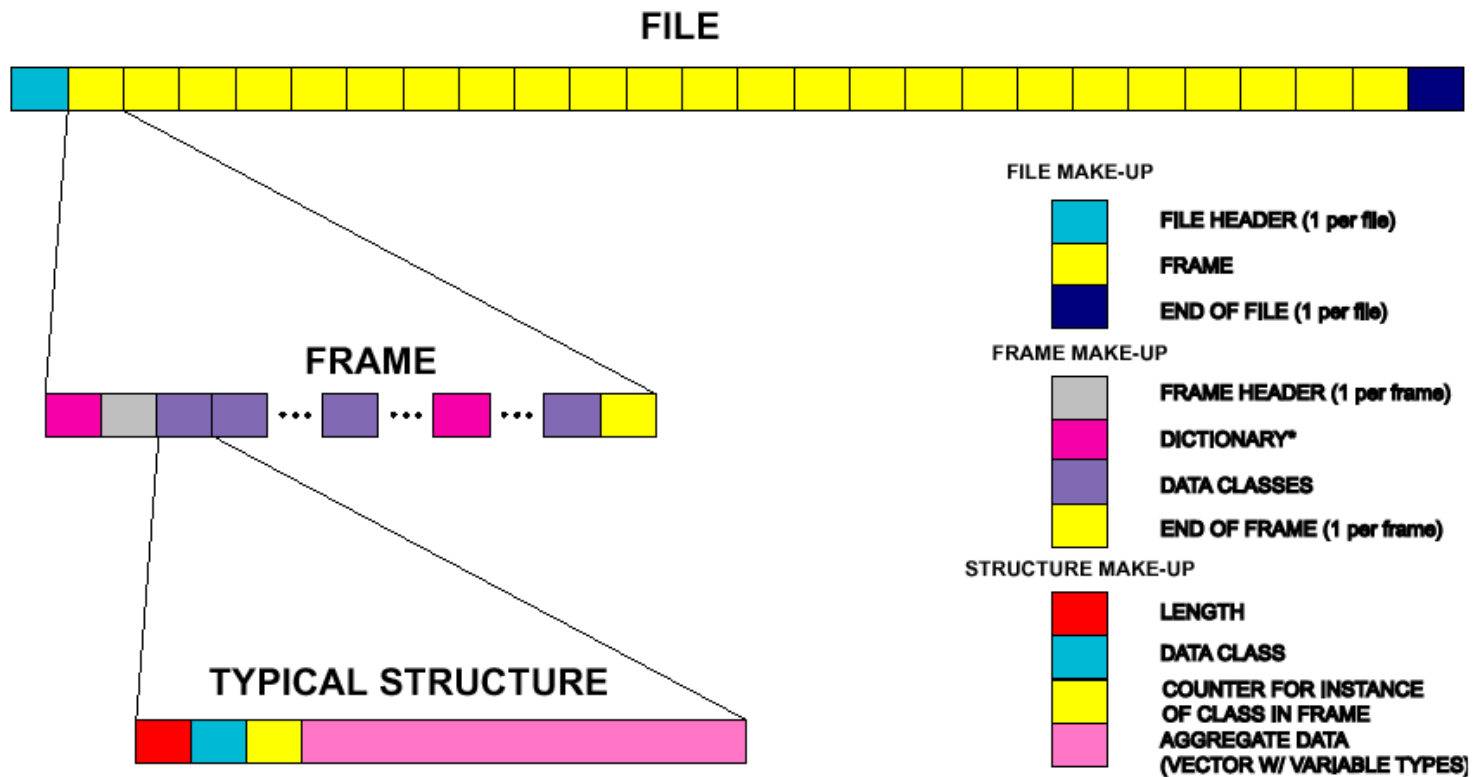 FILE
FILE MAKE-UP
FILE HEADER (1 per file)
FRAME
END OF FILE (1 per file)
FRAME
FRAME MAKE-UP
FRAME HEADER (1 per frame)
DICTIONARY*
DATA CLASSES
END OF FRAME (1 per frame)
STRUCTURE MAKE-UP
LENGTH
DATA CLASS
COUNTER FOR INSTANCE
OF CLASS IN FRAME
AGGREGATE DATA
(VECTOR W/ VARIABLE TYPES)
TYPICAL STRUCTURE